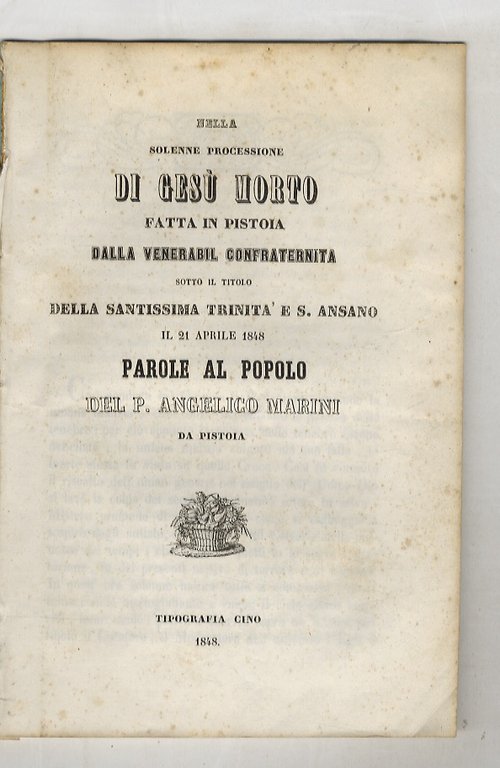 NELLA
SOLENNE PROCESSIONE
DI GESÙ MORTO
FATTA IN PISTOIA
DALLA VENERABIL CONFRATERNITA
SOTTO IL TITOLO
DELLA SANTISSIMA TRINITA' E S. ANSANO
IL 21 APRILE 1848
PAROLE AL POPOLO
DEL P. ANGELICO MARINI
DA PISTOIA
TIPOGRAFIA CINO
1848.